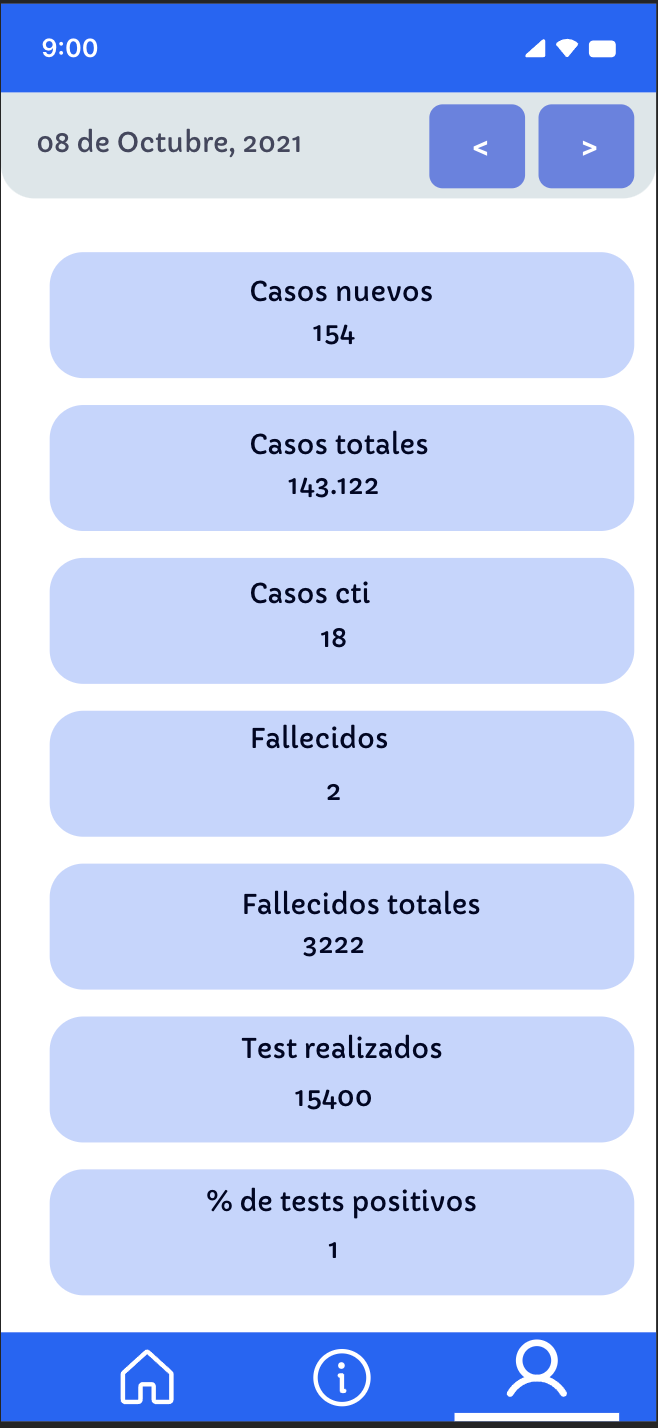 9:00
08 de Octubre, 2021
<
>
Casos nuevos
154
Casos totales
143.122
Casos cti
18
Fallecidos
2
Fallecidos totales
3222
Test realizados
15400
% de tests positivos
1